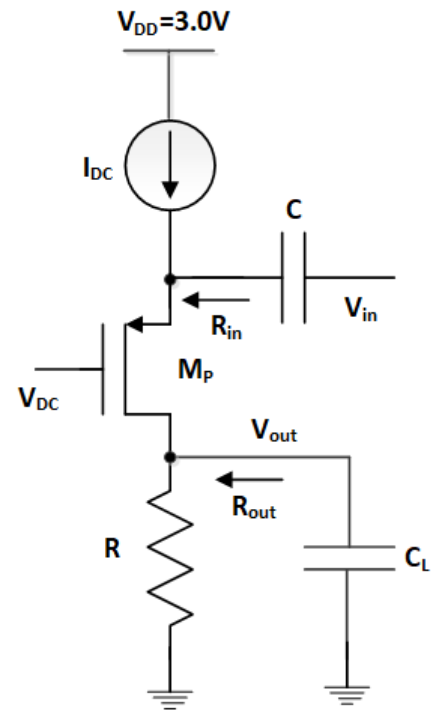 V_DD=3.0V
I_DC
C
V_in
R_in
M_P
V_DC
V_out
R_out
R
C_L